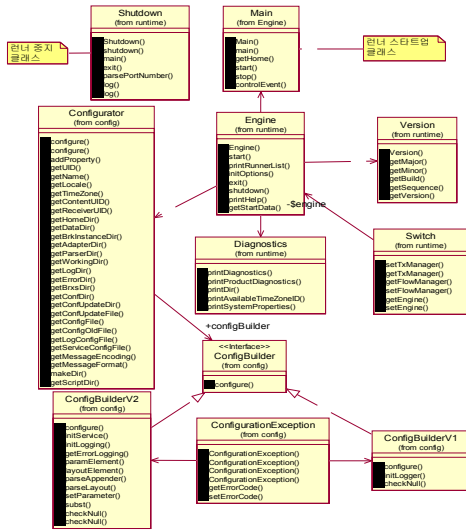 런너 중지
클래스
Shutdown
(from runtime)
Shutdown()
shutdown()
main()
exit()
parsePortNumber()
log()
log()
Main
(from Engine)
Main()
main()
getHome()
start()
stop()
controlEvent()
런너 스타트업
클래스
Configurator
(from config)
configure()
configure()
addProperty()
getUID()
getName()
getLocale()
getTimeZone()
getContentUID()
getReceiverUID()
getHomeDir()
getDataDir()
getBrkInstanceDir()
getAdapterDir()
getParserDir()
getWorkingDir()
getLogDir()
getErrorDir()
getBrxsDir()
getConfDir()
getConfUpdateDir()
getConfUpdateFile()
getConfigFile()
getConfigOldFile()
getLogConfigFile()
getServiceConfigFile()
getMessageEncoding()
getMessageFormat()
makeDir()
getScriptDir()
Engine
(from runtime)
Engine()
start()
printRunnerList()
initOptions()
exit()
shutdown()
printHelp()
getStartData()
-$engine
Version
(from runtime)
Version()
getMajor()
getMinor()
getBuild()
getSequence()
getVersion()
Diagnostics
(from runtime)
printDiagnostics()
printProductDiagnostics()
printDir()
printAvailableTimeZoneID()
printSystemProperties()
Switch
(from runtime)
setTxManager()
getTxManager()
getFlowManager()
setFlowManager()
getEngine()
setEngine()
+configBuilder
<<Interface>>
ConfigBuilder
(from config)
configure()
ConfigBuilderV2
(from config)
configure()
initService()
initLogging()
getErrorLogging()
paramElement()
layoutElement()
parseAppender()
parseLayout()
setParameter()
subst()
checkNull()
checkNull()
ConfigurationException
(from config)
ConfigurationException()
ConfigurationException()
ConfigurationException()
ConfigurationException()
getErrorCode()
setErrorCode()
ConfigBuilderV1
(from config)
configure()
initLogger()
checkNull()